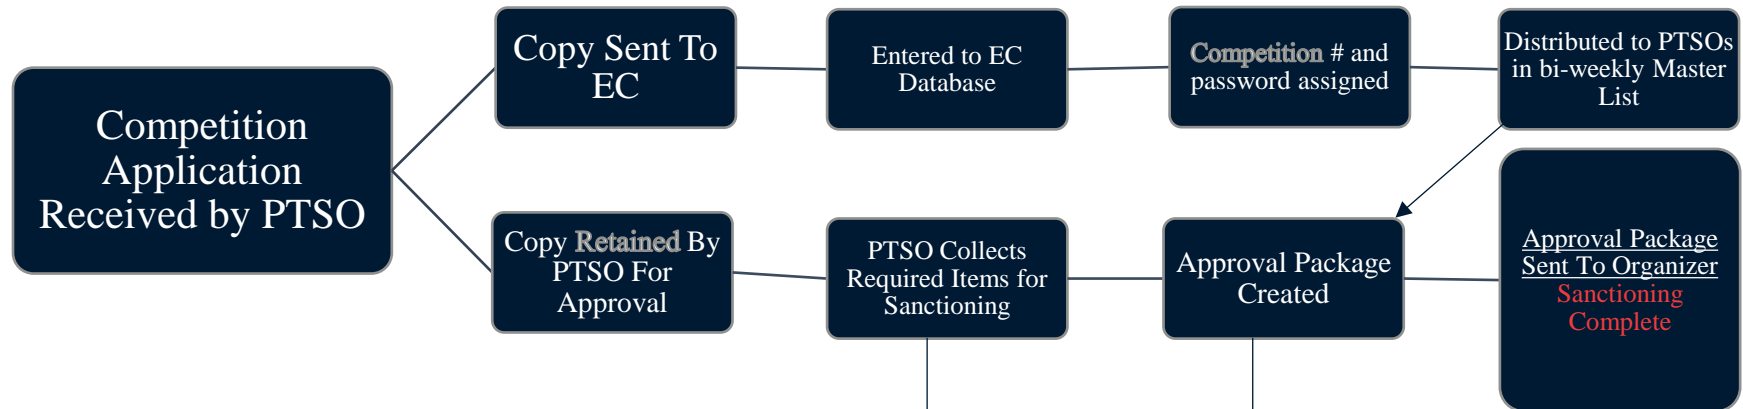 Competition
Application
Received by PTSO
Copy Sent To
EC
Entered to EC
Database
Competition # and
password assigned
Distributed to PTSOs
in bi-weekly Master
List
Copy Retained By
PTSO For
Approval
PTSO Collects
Required Items for
Sanctioning
Approval Package
Created
Approval Package
Sent To Organizer
Sanctioning
Complete